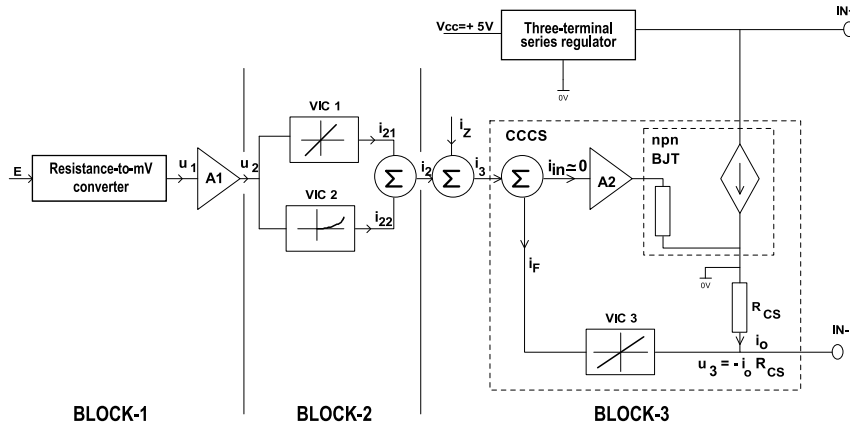 IN+
Vcc=+ 5V
Three-terminal
series regulator
0V
VIC 1
i21
iZ
CCCS
npn
BJT
E
Resistance-to-mV
converter
u1
A1
u2
Σ
i2
Σ
i3
Σ
iin≃0
A2
VIC 2
i22
iF
0V
RCS
VIC 3
io
IN-
u3 = -io RCS
BLOCK-1
BLOCK-2
BLOCK-3